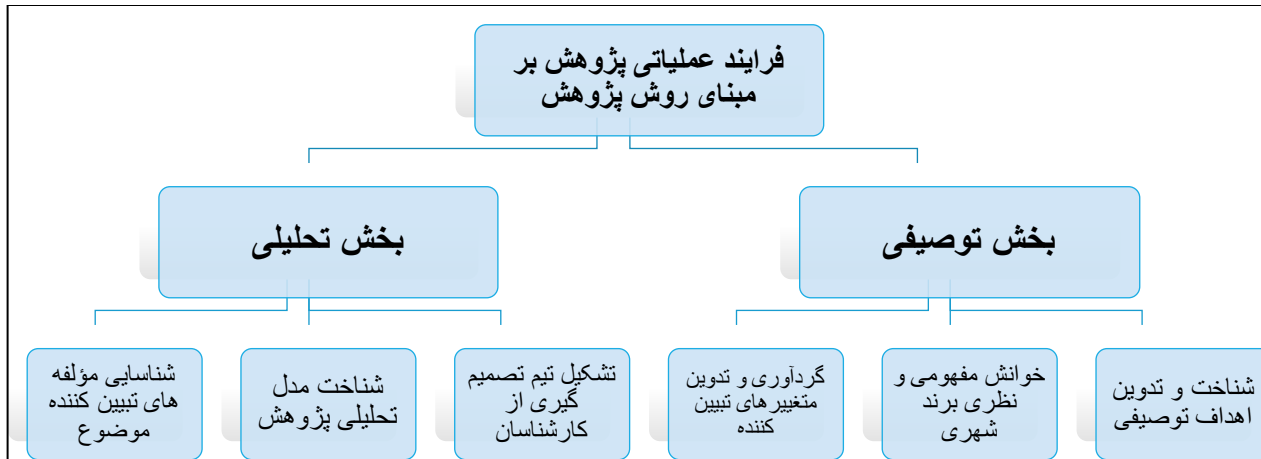 فرایند عملیاتی پژوهش بر
مبنای روش پژوهش
بخش توصیفی
بخش تحلیلی
شناخت و تدوین
اهداف توصیفی
خوانش مفهومی و
نظری برند
شهری
گردآوری و تدوین
متغییرهای تبیین
کننده
تشکیل تیم تصمیم
گیری از
کارشناسان
شناخت مدل
تحلیلی پژوهش
شناسایی مؤلفه
های تبیین کننده
موضوع